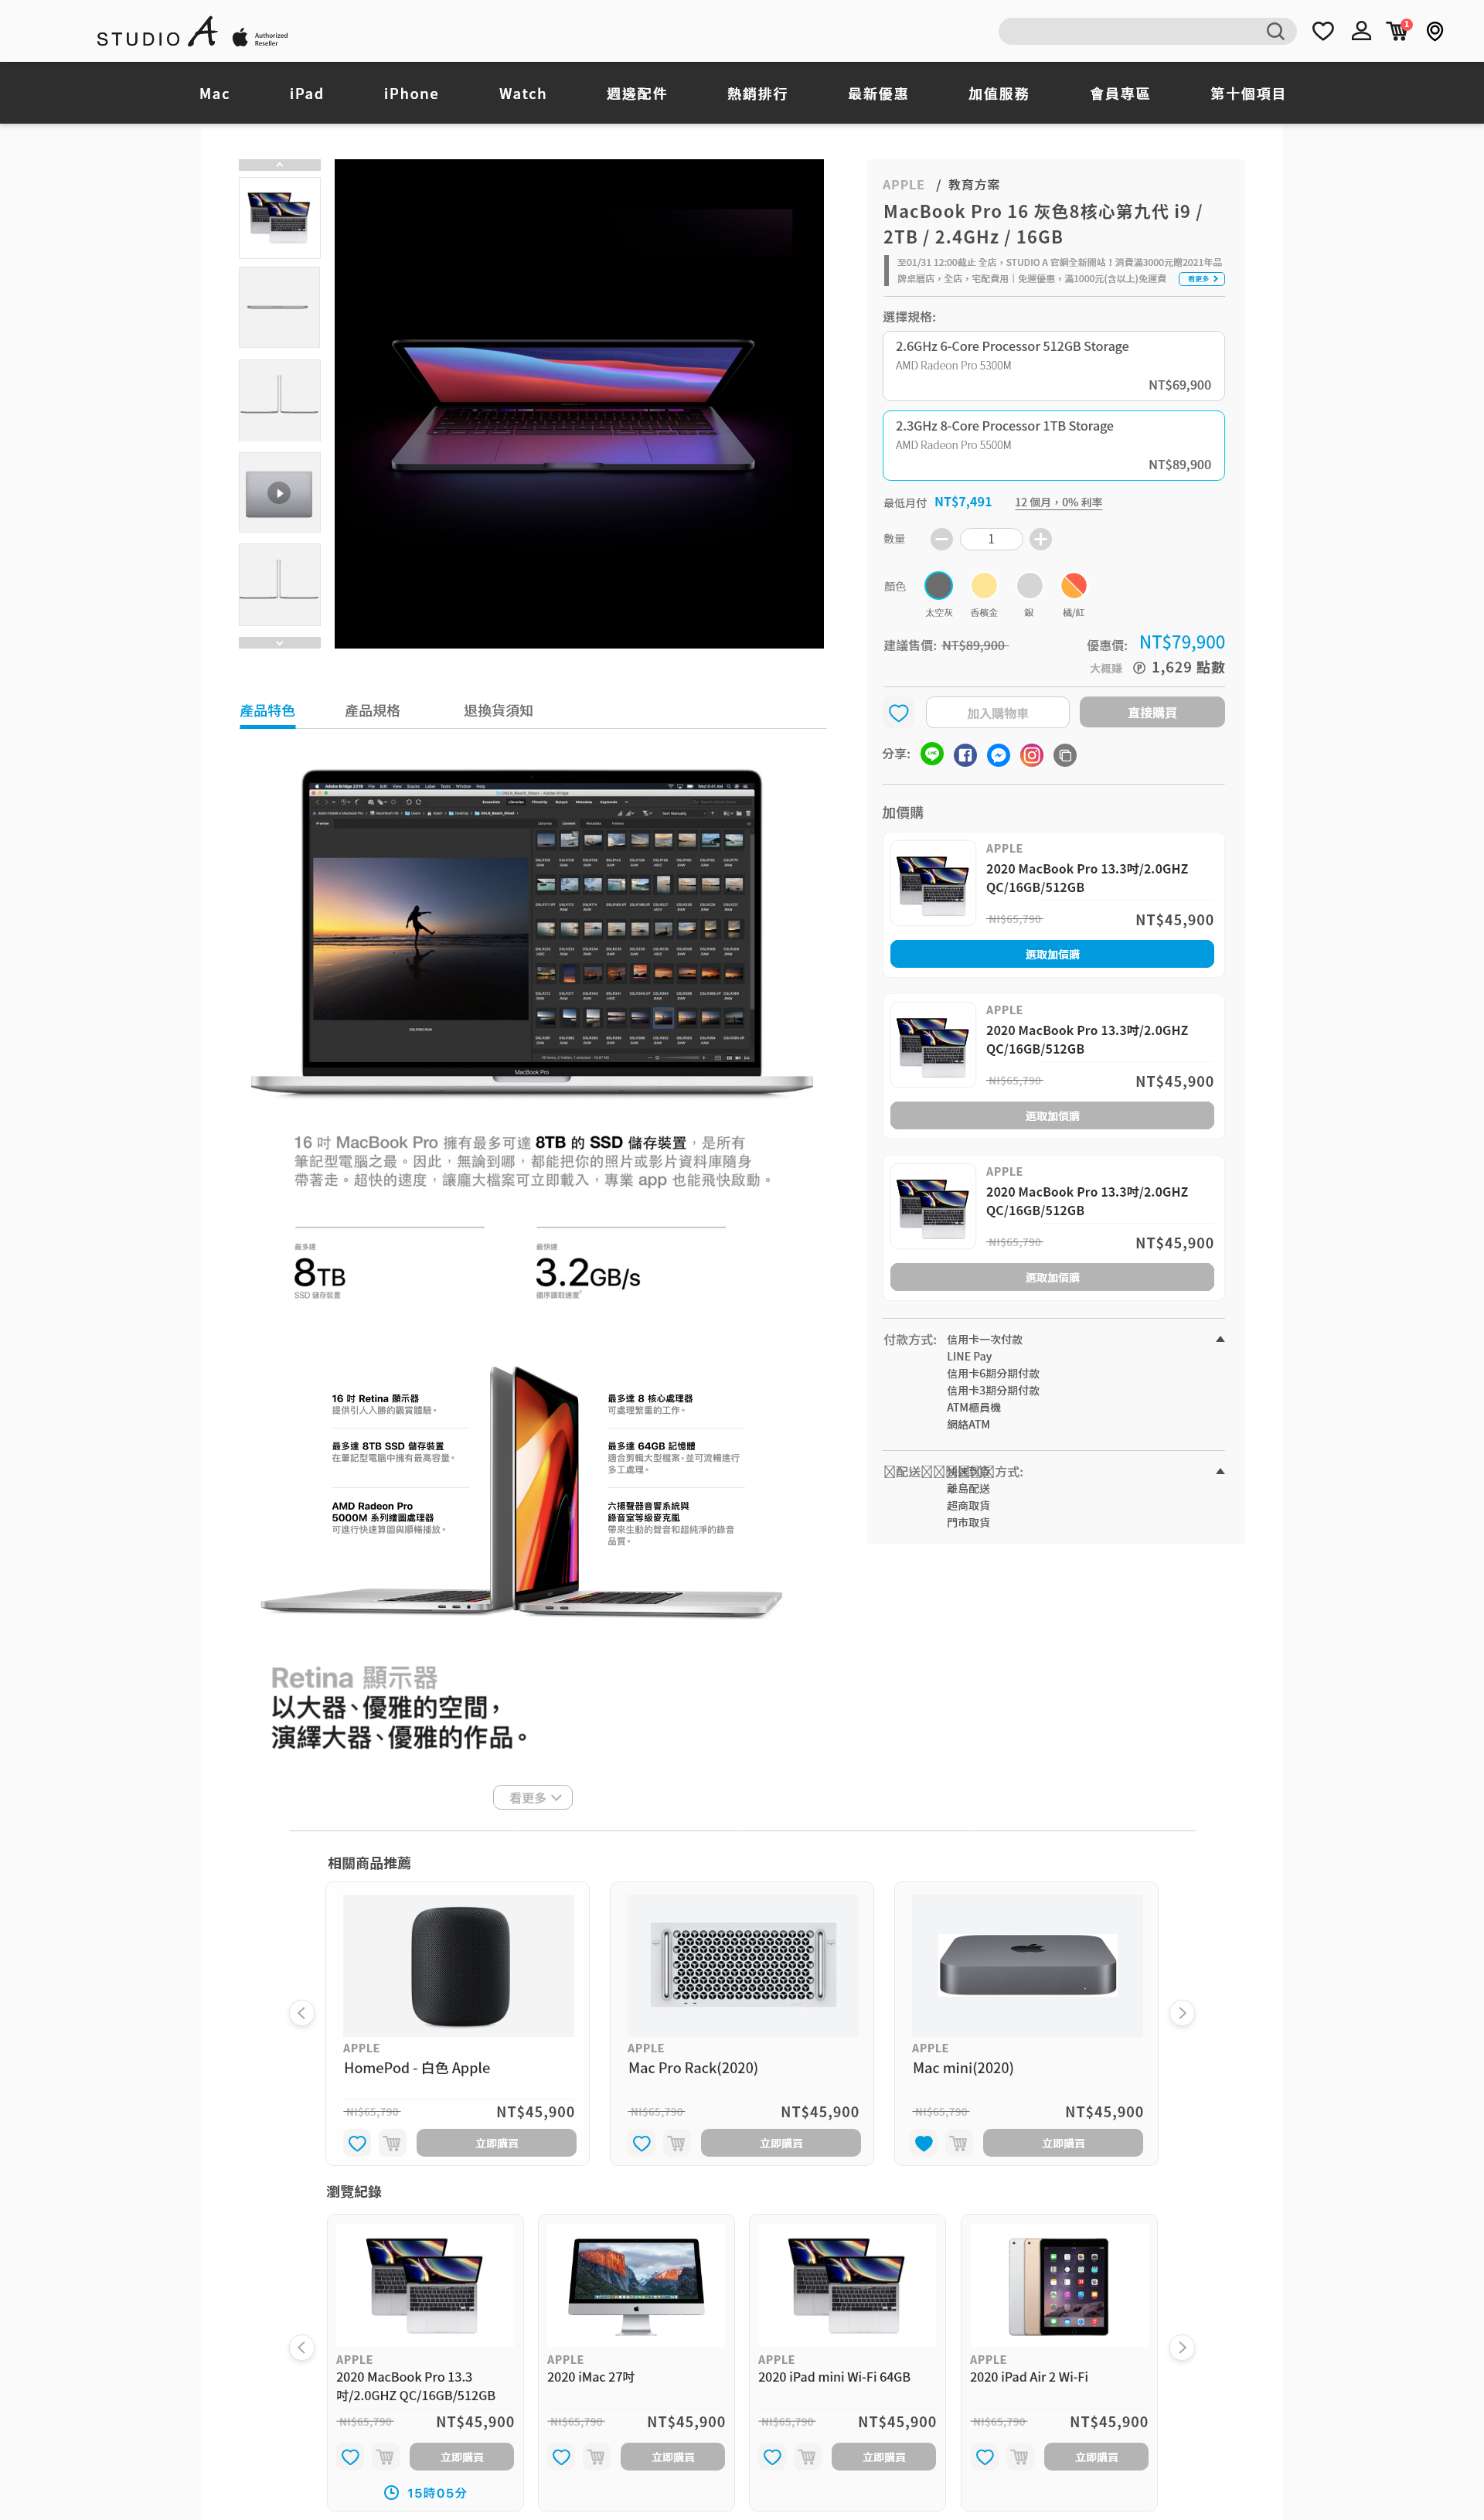 STUDIO A Authorized
Reseller
1
Mac iPad iPhone Watch 週邊配件 熱銷排行 最新優惠 加值服務 會員專區 第十個項目
APPLE / 教育方案
MacBook Pro 16 灰色8核心第九代 i9 /
2TB / 2.4GHz / 16GB
至01/31 12:00截止 全店，STUDIO A 官網全新開站！消費滿3000元贈2021年品
牌桌曆店，全店，宅配費用｜免運優惠，滿1000元(含以上)免運費 看更多
選擇規格:
2.6GHz 6-Core Processor 512GB Storage
AMD Radeon Pro 5300M
NT$69,900
2.3GHz 8-Core Processor 1TB Storage
AMD Radeon Pro 5500M
NT$89,900
最低月付 NT$7,491 12 個月，0% 利率
數量 1
顏色
太空灰 香檳金 銀 橘/紅
建議售價: NT$89,900 優惠價: NT$79,900
大概賺 P 1,629 點數
加入購物車 直接購買
分享:
加價購
APPLE
2020 MacBook Pro 13.3吋/2.0GHZ
QC/16GB/512GB
NT$65,790 NT$45,900
選取加價購
APPLE
2020 MacBook Pro 13.3吋/2.0GHZ
QC/16GB/512GB
NT$65,790 NT$45,900
選取加價購
APPLE
2020 MacBook Pro 13.3吋/2.0GHZ
QC/16GB/512GB
NT$65,790 NT$45,900
選取加價購
付款方式: 信用卡一次付款
LINE Pay
信用卡6期分期付款
信用卡3期分期付款
ATM櫃員機
網絡ATM
配送 方式:
離島配送
超商取貨
門市取貨
產品特色 產品規格 退換貨須知
MacBook Pro
16 吋 MacBook Pro 擁有最多可達 8TB 的 SSD 儲存裝置，是所有
筆記型電腦之最。因此，無論到哪，都能把你的照片或影片資料庫隨身
帶著走。超快的速度，讓龐大檔案可立即載入，專業 app 也能飛快啟動。
最多達
8TB
SSD 儲存裝置
最快達
3.2GB/s
循序讀取速度
16 吋 Retina 顯示器
提供引人入勝的觀賞體驗。
最多達 8TB SSD 儲存裝置
在筆記型電腦中擁有最高容量。
AMD Radeon Pro
5000M 系列繪圖處理器
可進行快速算圖與順暢播放。
最多達 8 核心處理器
可處理繁重的工作。
最多達 64GB 記憶體
適合剪輯大型檔案，並可流暢進行
多工處理。
六揚聲器音響系統與
錄音室等級麥克風
帶來生動的聲音和超純淨的錄音
品質。
Retina 顯示器
以大器、優雅的空間，
演繹大器、優雅的作品。
看更多
相關商品推薦
APPLE
HomePod - 白色 Apple
NT$65,790 NT$45,900
立即購買
APPLE
Mac Pro Rack(2020)
NT$65,790 NT$45,900
立即購買
APPLE
Mac mini(2020)
NT$65,790 NT$45,900
立即購買
瀏覽紀錄
APPLE
2020 MacBook Pro 13.3
吋/2.0GHZ QC/16GB/512GB
NT$65,790 NT$45,900
立即購買
15時05分
APPLE
2020 iMac 27吋
NT$65,790 NT$45,900
立即購買
APPLE
2020 iPad mini Wi-Fi 64GB
NT$65,790 NT$45,900
立即購買
APPLE
2020 iPad Air 2 Wi-Fi
NT$65,790 NT$45,900
立即購買